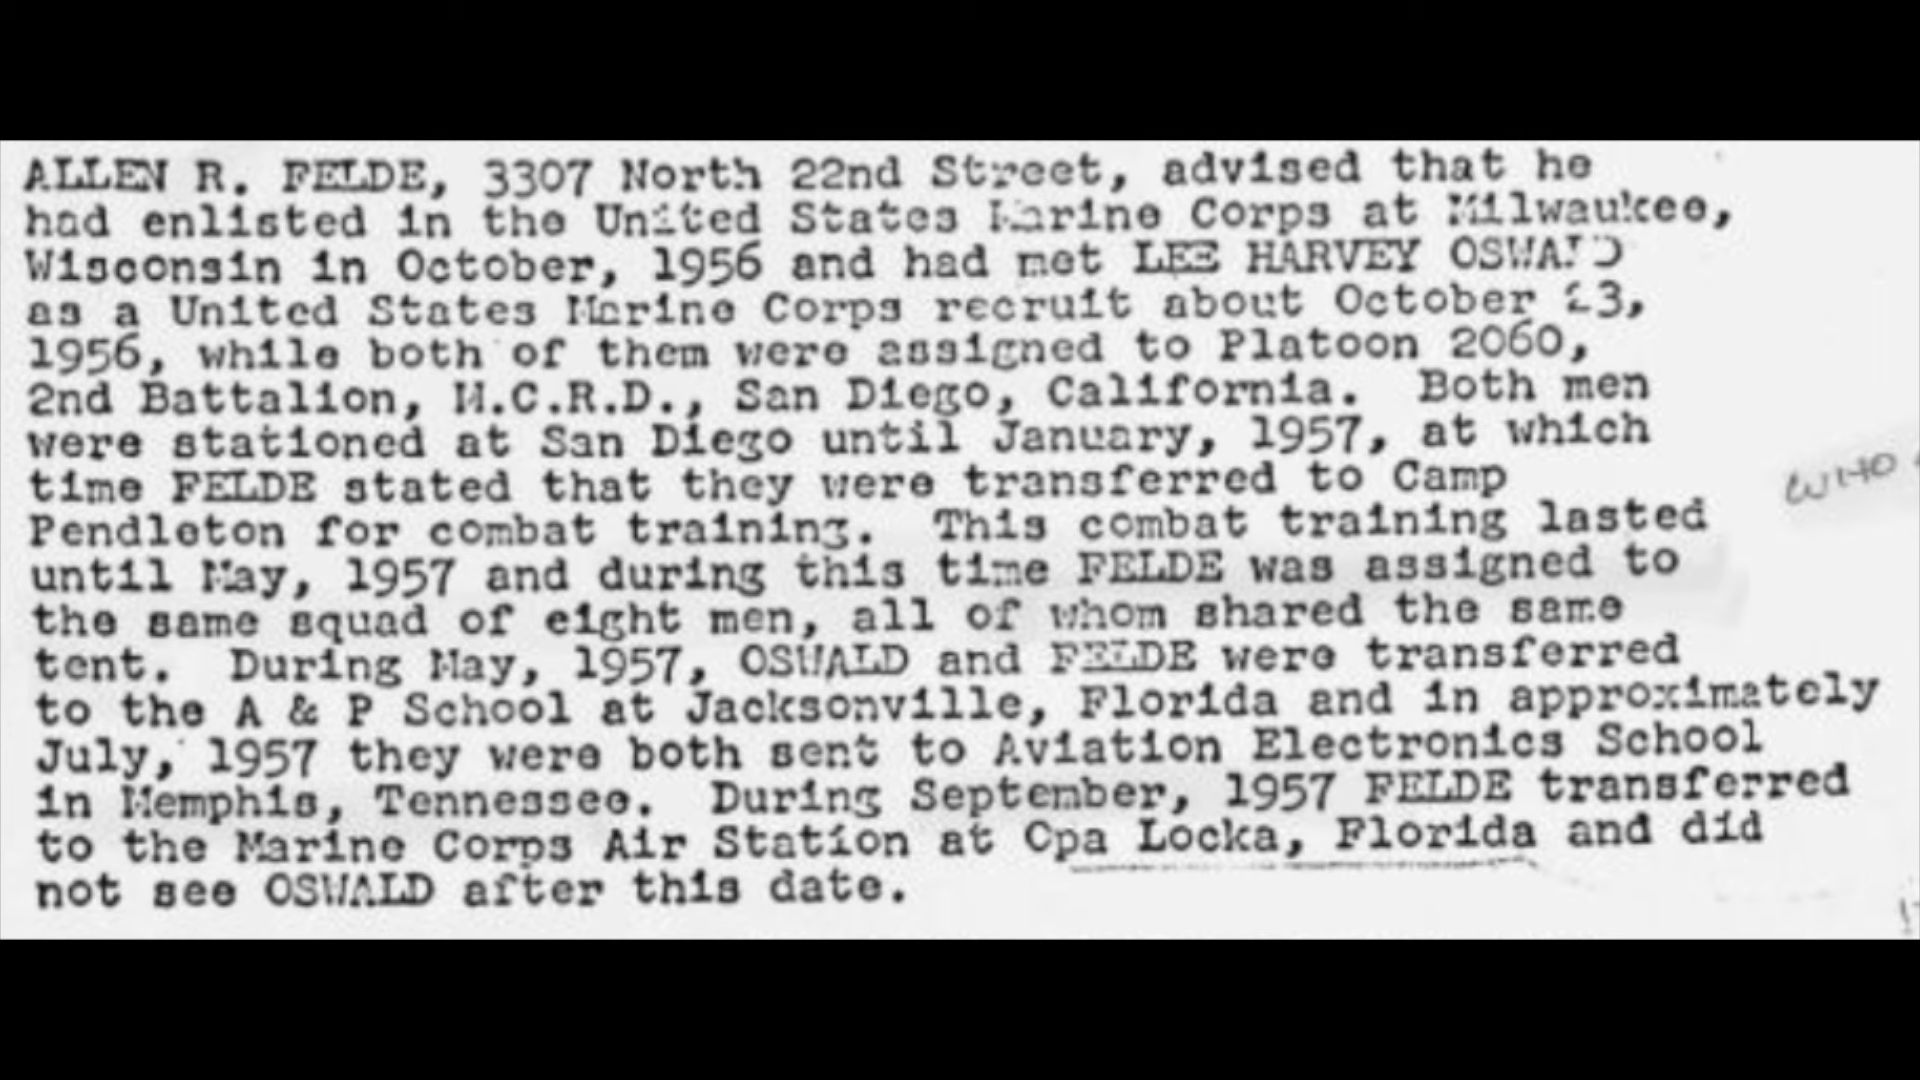 ALLEN R. FELDE, 3307 North 22nd Street, advised that he
had enlisted in the United States Marine Corps at Milwaukee,
Wisconsin in October, 1956 and had met LEE HARVEY OSWALD
as a United States Marine Corps recruit about October 23,
1956, while both of them were assigned to Platoon 2060,
2nd Battalion, M.C.R.D., San Diego, California. Both men
were stationed at San Diego until January, 1957, at which
time FELDE stated that they were transferred to Camp
Pendleton for combat training. This combat training lasted
until May, 1957 and during this time FELDE was assigned to
the same squad of eight men, all of whom shared the same
tent. During May, 1957, OSWALD and FELDE were transferred
to the A & P School at Jacksonville, Florida and in approximately
July, 1957 they were both sent to Aviation Electronics School
in Memphis, Tennessee. During September, 1957 FELDE transferred
to the Marine Corps Air Station at Opa Locka, Florida and did
not see OSWALD after this date.
WHO